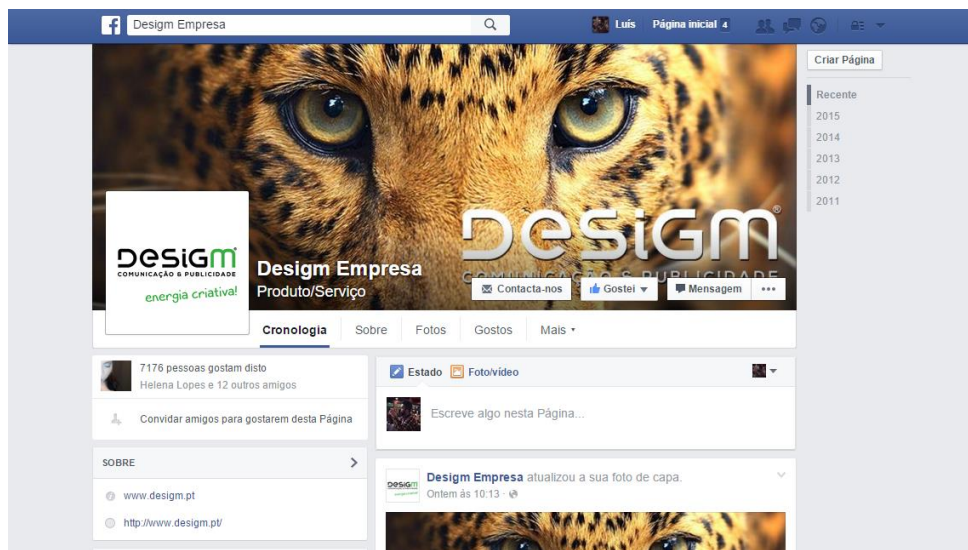 Desigm Empresa
Luís
Página inicial 4
Criar Página
Recente
2015
2014
2013
2012
2011
DESiGM®
COMUNICAÇÃO & PUBLICIDADE
DESiGM
COMUNICAÇÃO & PUBLICIDADE
energia criativa!
Desigm Empresa
Produto/Serviço
Contacta-nos
Gostei
Mensagem
Cronologia Sobre Fotos Gostos Mais
7176 pessoas gostam disto
Helena Lopes e 12 outros amigos
Convidar amigos para gostarem desta Página
SOBRE
www.desigm.pt
http://www.desigm.pt/
Estado Foto/vídeo
Escreve algo nesta Página...
DESiGM
Desigm Empresa atualizou a sua foto de capa.
Ontem às 10:13 ·